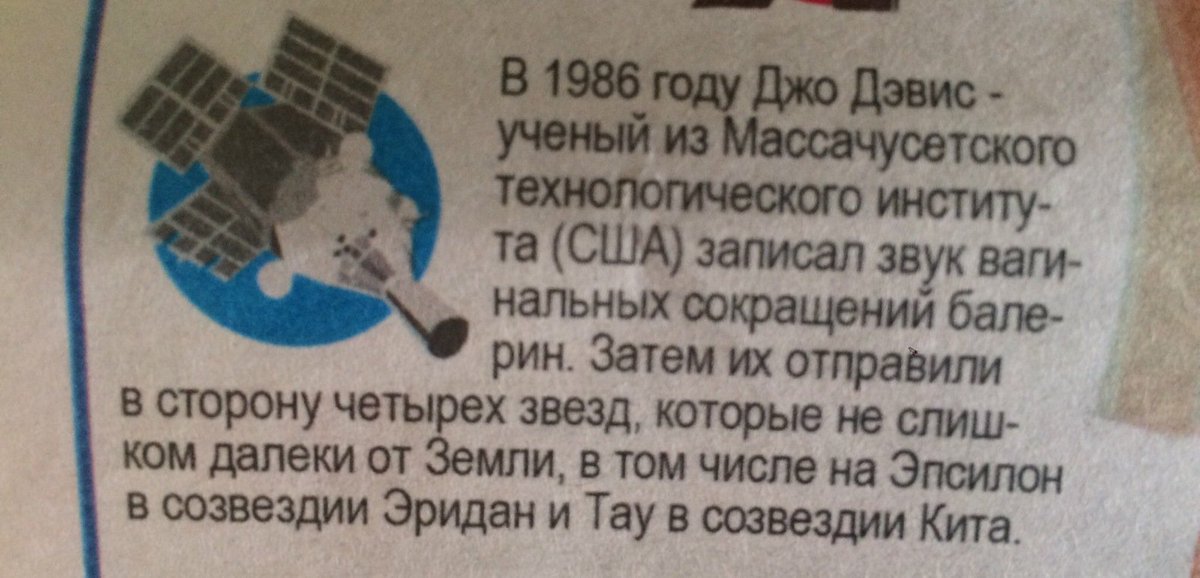 В 1986 году Джо Дэвис -
ученый из Массачусетского
технологического институ-
та (США) записал звук ваги-
нальных сокращений бале-
рин. Затем их отправили
в сторону четырех звезд, которые не слиш-
ком далеки от Земли, в том числе на Эпсилон
в созвездии Эридан и Тау в созвездии Кита.